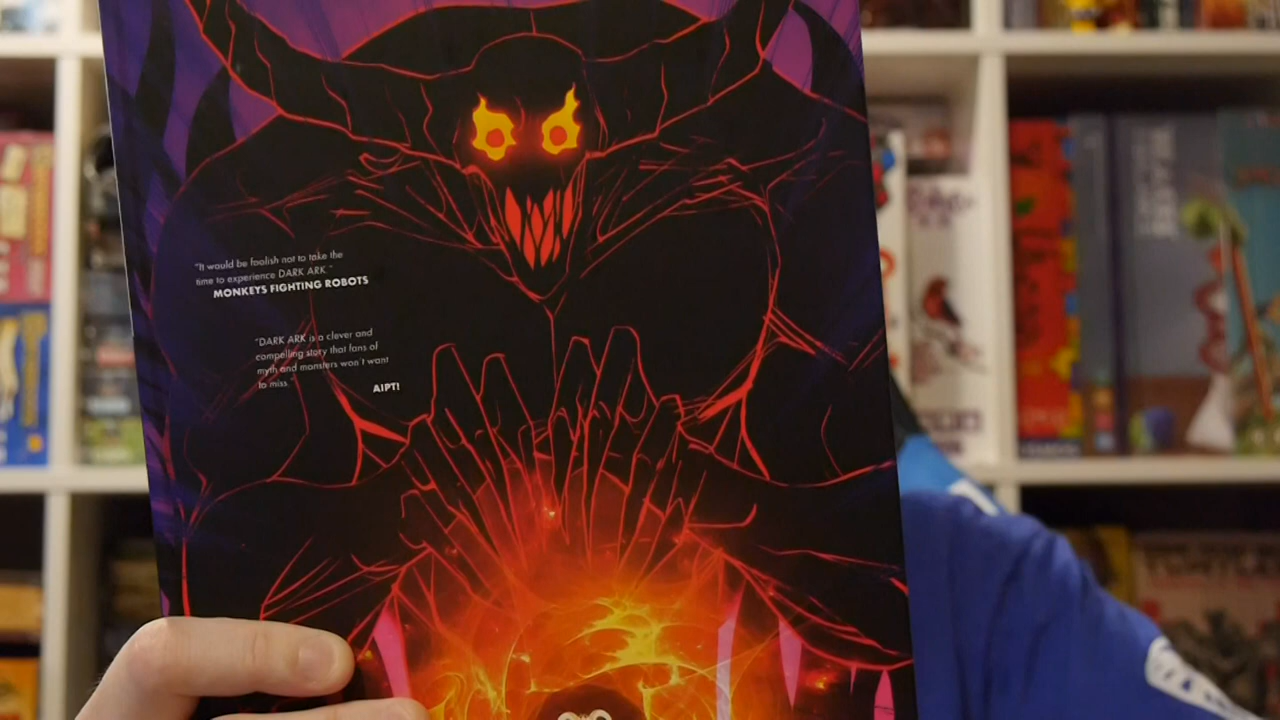 "It would be foolish not to take the
time to experience DARK ARK."
MONKEYS FIGHTING ROBOTS
"DARK ARK is a clever and
compelling story that fans of
myth and monsters won't want
to miss."
AIPT!